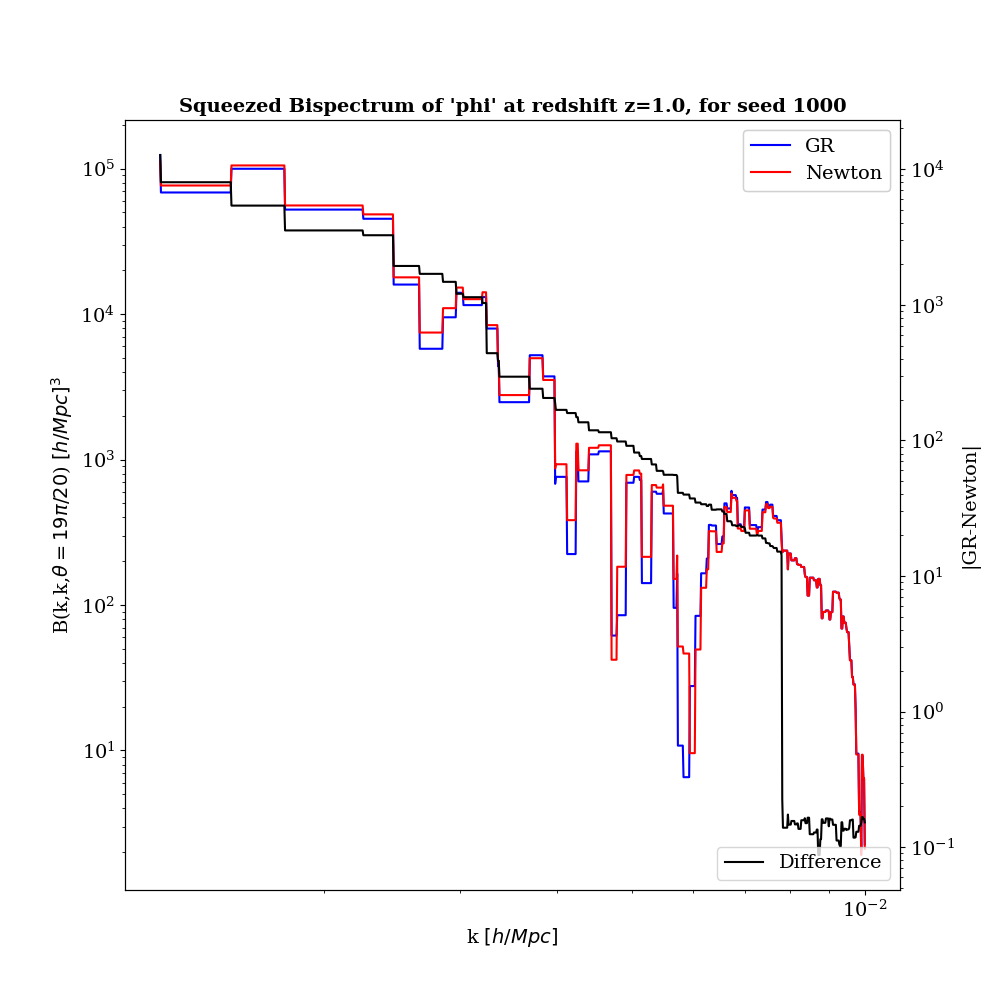 Squeezed Bispectrum of 'phi' at redshift z=1.0, for seed 1000
GR
Newton
10^5
10^4
10^3
10^2
10^1
B(k,k,θ = 19π/20) [h/Mpc]^3
10^4
10^3
10^2
10^1
10^0
10^−1
|GR-Newton|
Difference
10^−2
k [h/Mpc]